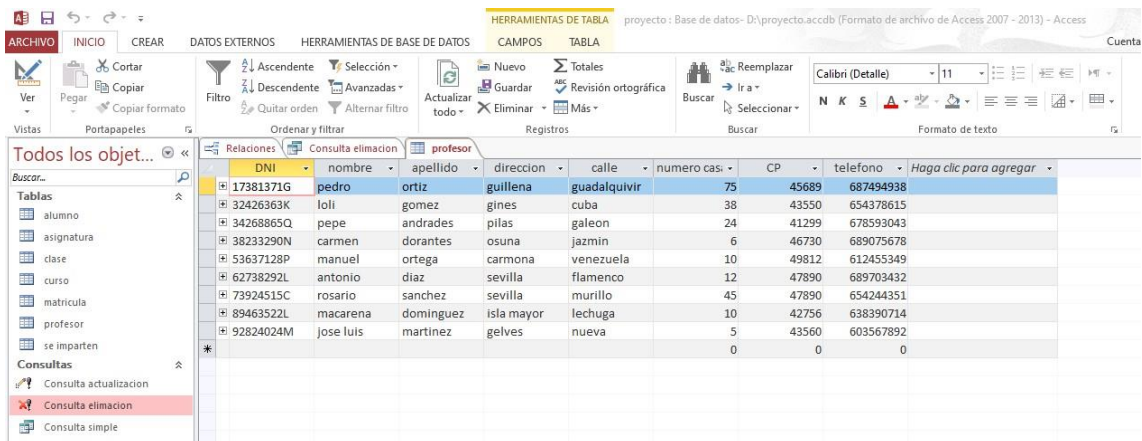 HERRAMIENTAS DE TABLA proyecto : Base de datos- D:\proyecto.accdb (Formato de archivo de Access 2007 - 2013) - Access
ARCHIVO INICIO CREAR DATOS EXTERNOS HERRAMIENTAS DE BASE DE DATOS CAMPOS TABLA Cuenta
Cortar Ascendente Selección Nuevo Totales Reemplazar Calibri (Detalle) 11
Copiar Descendente Avanzadas Guardar Revisión ortográfica Ir a
Ver Pegar Copiar formato Filtro Quitar orden Alternar filtro Actualizar todo Eliminar Más Buscar Seleccionar N K S A
Vistas Portapapeles Ordenar y filtrar Registros Buscar Formato de texto
Todos los objet... «
Buscar...
Tablas
alumno
asignatura
clase
curso
matricula
profesor
se imparten
Consultas
Consulta actualizacion
Consulta elimacion
Consulta simple
Relaciones Consulta elimacion profesor
DNI nombre apellido direccion calle numero casa CP telefono Haga clic para agregar
17381371G pedro ortiz guillena guadalquivir 75 45689 687494938
32426363K loli gomez gines cuba 38 43550 654378615
34268865Q pepe andrades pilas galeon 24 41299 678593043
38233290N carmen dorantes osuna jazmin 6 46730 689075678
53637128P manuel ortega carmona venezuela 10 49812 612455349
62738292L antonio diaz sevilla flamenco 12 47890 689703432
73924515C rosario sanchez sevilla murillo 45 47890 654244351
89463522L macarena dominguez isla mayor lechuga 10 42756 638390714
92824024M jose luis martinez gelves nueva 5 43560 603567892
0 0 0